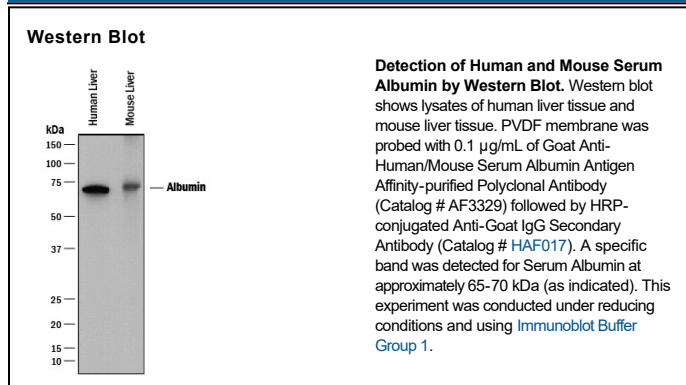 Western Blot
Human Liver
Mouse Liver
kDa
150
100
75
Albumin
50
37
25
20
15
10
Detection of Human and Mouse Serum
Albumin by Western Blot. Western blot
shows lysates of human liver tissue and
mouse liver tissue. PVDF membrane was
probed with 0.1 µg/mL of Goat Anti-
Human/Mouse Serum Albumin Antigen
Affinity-purified Polyclonal Antibody
(Catalog # AF3329) followed by HRP-
conjugated Anti-Goat IgG Secondary
Antibody (Catalog # HAF017). A specific
band was detected for Serum Albumin at
approximately 65-70 kDa (as indicated). This
experiment was conducted under reducing
conditions and using Immunoblot Buffer
Group 1.